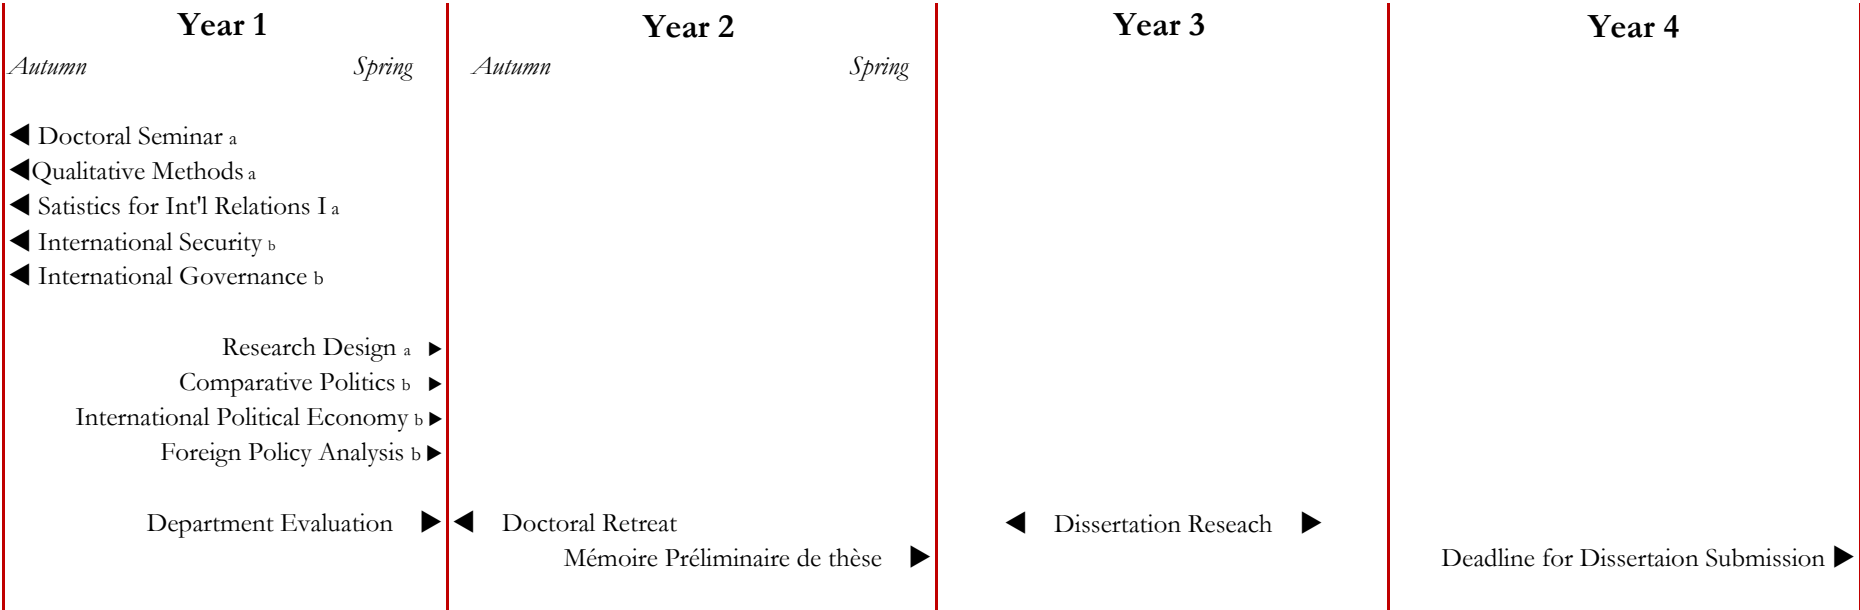 Year 1 Year 2 Year 3 Year 4
Autumn Spring Autumn Spring
◀ Doctoral Seminar a
◀Qualitative Methods a
◀ Satistics for Int'l Relations I a
◀ International Security b
◀ International Governance b
Research Design a ▶
Comparative Politics b ▶
International Political Economy b ▶
Foreign Policy Analysis b ▶
Department Evaluation ▶ ◀ Doctoral Retreat ◀ Dissertation Reseach ▶
Mémoire Préliminaire de thèse ▶ Deadline for Dissertaion Submission ▶